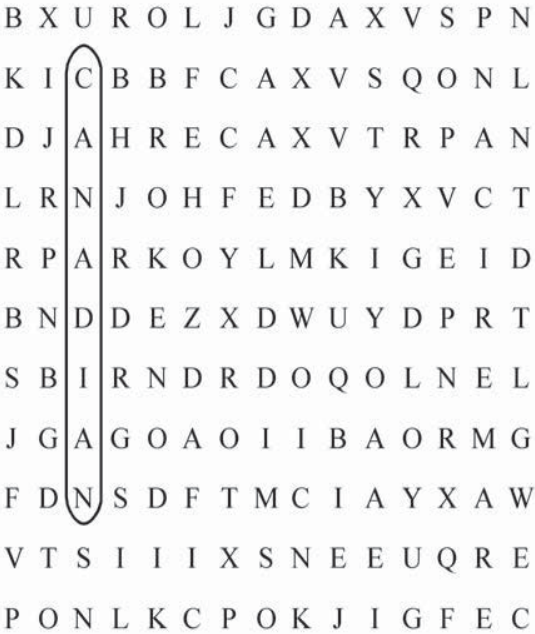 B X U R O L J G D A X V S P N
K I C B B F C A X V S Q O N L
D J A H R E C A X V T R P A N
L R N J O H F E D B Y X V C T
R P A R K O Y L M K I G E I D
B N D D E Z X D W U Y D P R T
S B I R N D R D O Q O L N E L
J G A G O A O I I B A O R M G
F D N S D F T M C I A Y X A W
V T S I I I X S N E E U Q R E
P O N L K C P O K J I G F E C